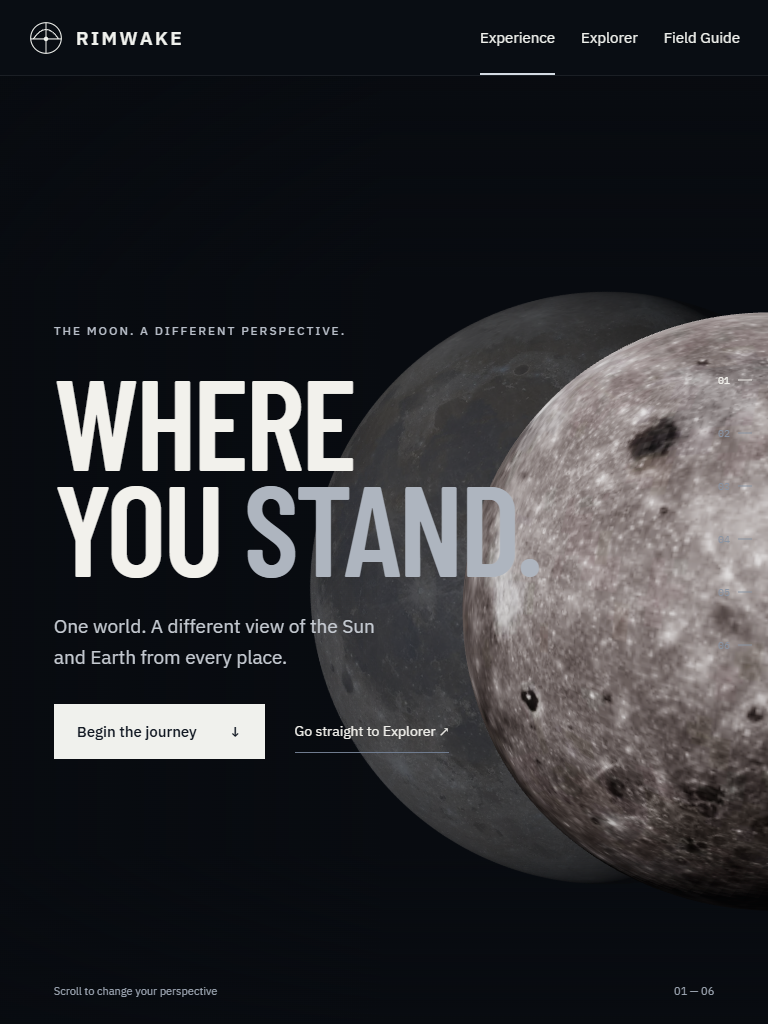 RIMWAKE
Experience
Explorer
Field Guide
THE MOON. A DIFFERENT PERSPECTIVE.
WHERE
YOU STAND.
One world. A different view of the Sun
and Earth from every place.
Begin the journey ↓
Go straight to Explorer ↗
01
02
04
Scroll to change your perspective
01 — 06